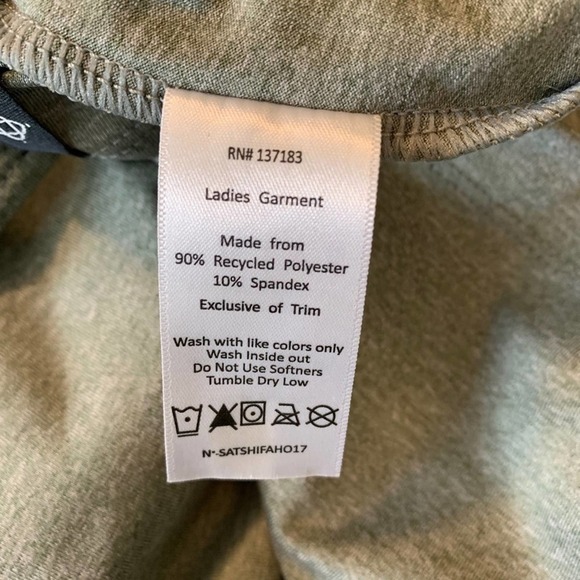 RN# 137183
Ladies Garment
Made from
90% Recycled Polyester
10% Spandex
Exclusive of Trim
Wash with like colors only
Wash Inside out
Do Not Use Softners
Tumble Dry Low
N°-SATSHIFAHO17